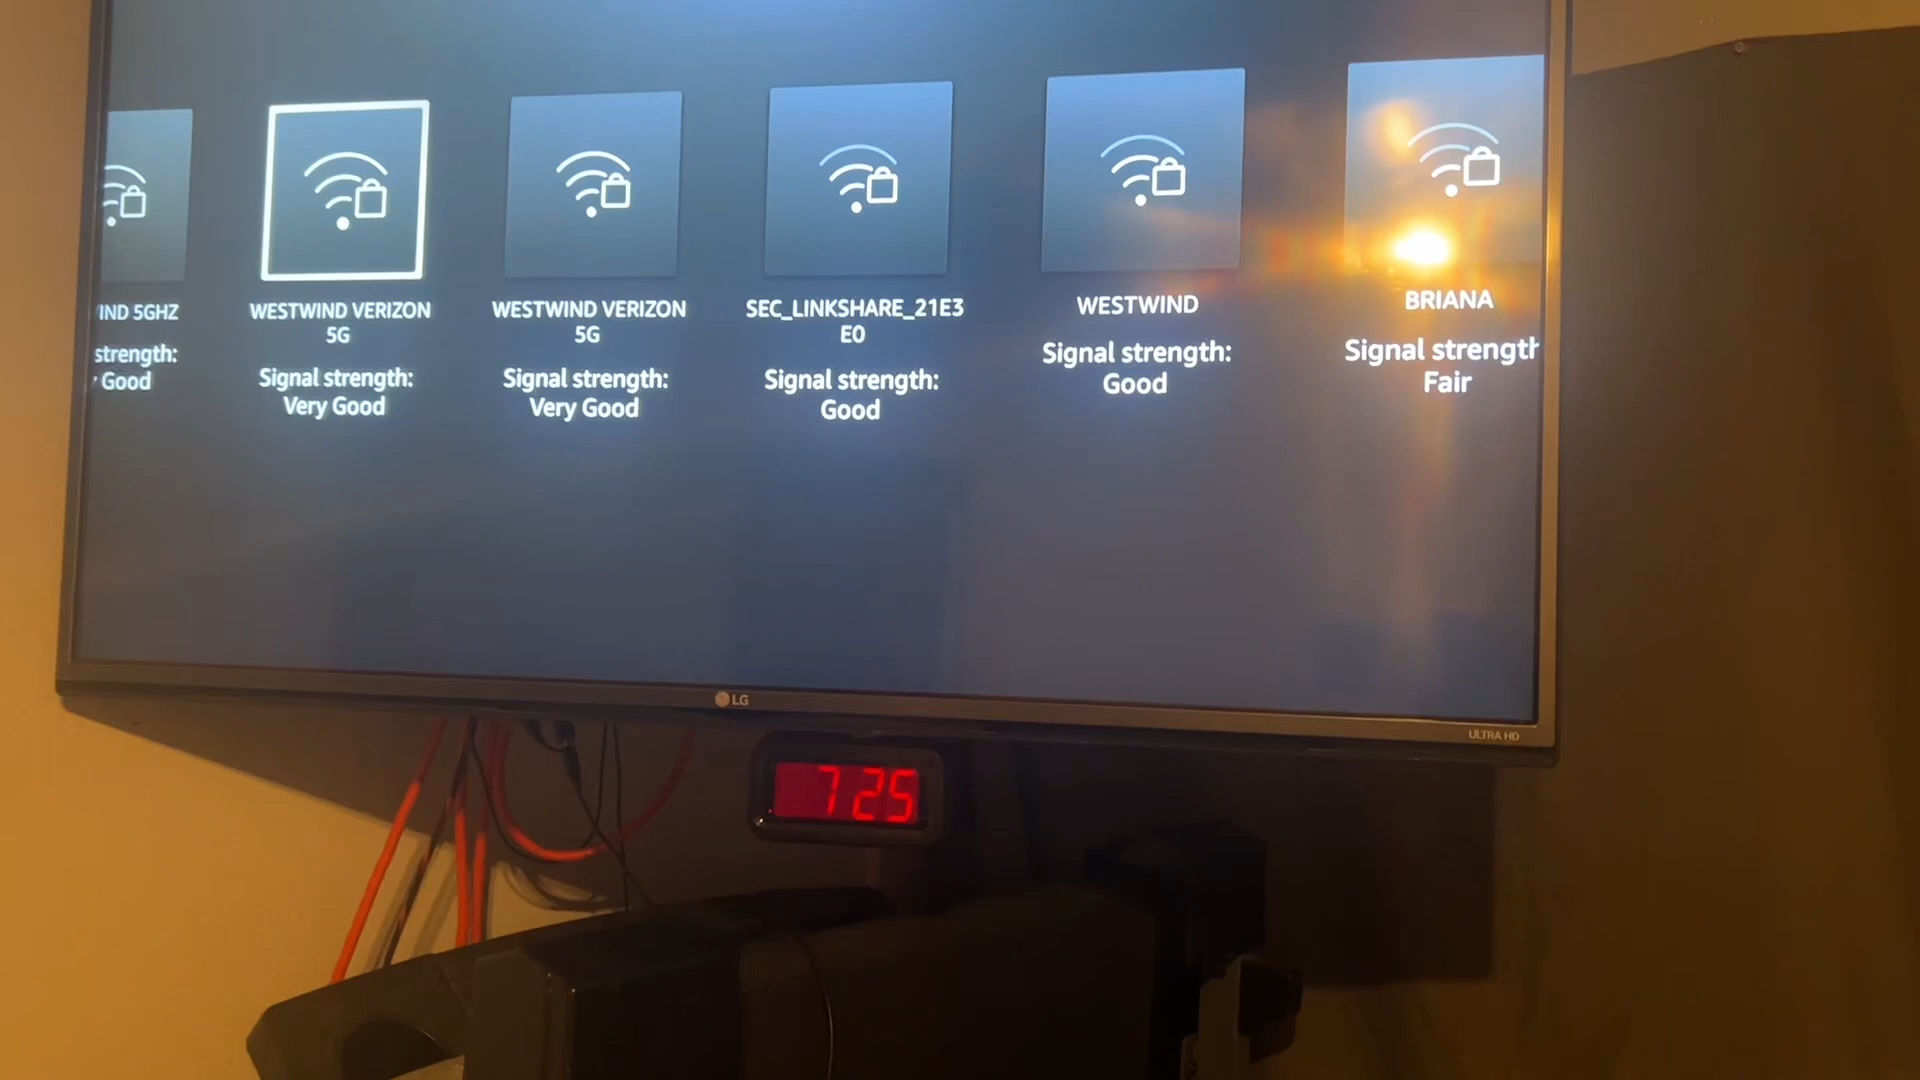 IND 5GHZ
strength:
Good
WESTWIND VERIZON
5G
Signal strength:
Very Good
WESTWIND VERIZON
5G
Signal strength:
Very Good
SEC_LINKSHARE_21E3
E0
Signal strength:
Good
WESTWIND
Signal strength:
Good
BRIANA
Signal strength
Fair
LG
ULTRA HD
7 25